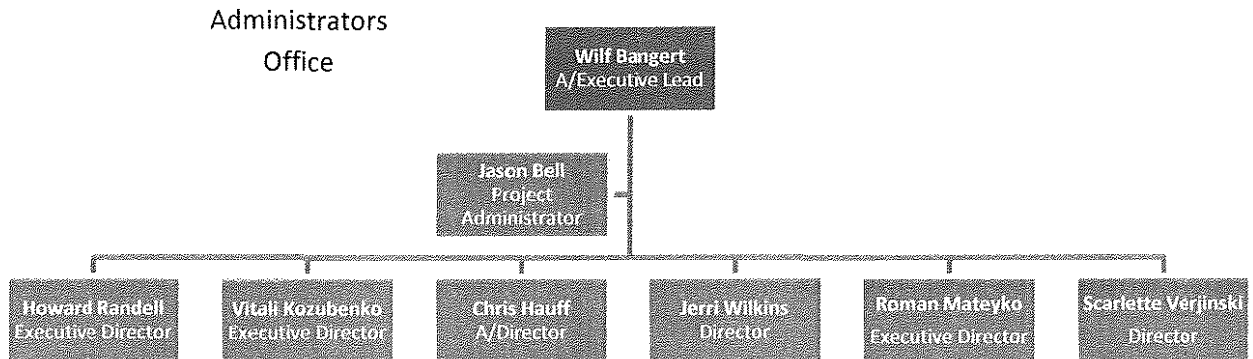 Administrators
Office
Wilf Bangert
A/Executive Lead
Jason Bell
Project
Administrator
Howard Randell
Executive Director
Vitali Kozubenko
Executive Director
Chris Hauff
A/Director
Jerri Wilkins
Director
Roman Mateyko
Executive Director
Scarlette Verjinski
Director